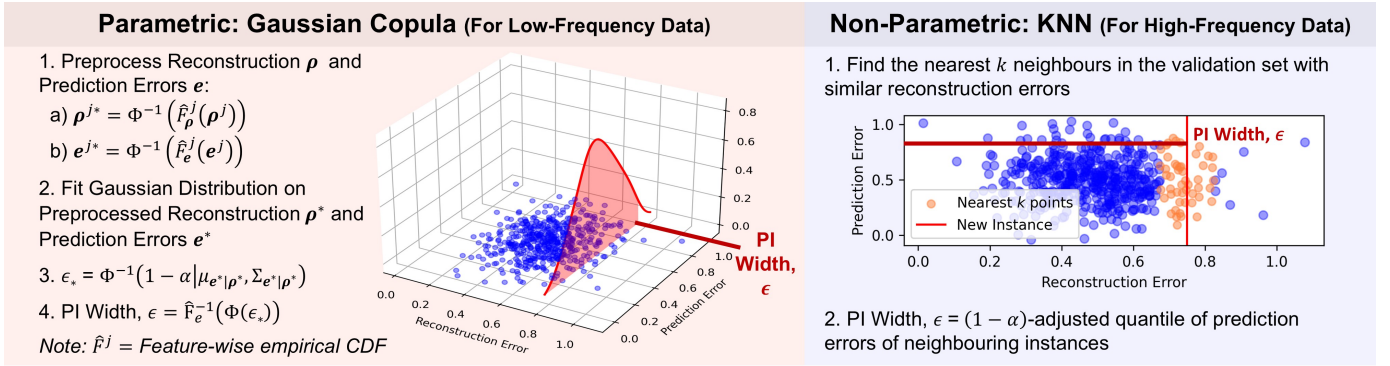 Parametric: Gaussian Copula (For Low-Frequency Data)
1. Preprocess Reconstruction ρ and
Prediction Errors e:
a) ρʲ* = Φ⁻¹(F̂ʲ_ρ(ρʲ))
b) eʲ* = Φ⁻¹(F̂ʲ_e(eʲ))
2. Fit Gaussian Distribution on
Preprocessed Reconstruction ρ* and
Prediction Errors e*
3. ϵ_* = Φ⁻¹(1 − α|μ_{e*|ρ*}, Σ_{e*|ρ*})
4. PI Width, ϵ = F̂_e⁻¹(Φ(ϵ_*))
Note: F̂ʲ = Feature-wise empirical CDF
0.8
0.6
0.4
0.2
0.0
0.0
0.2
0.4
0.6
0.8
1.0
Reconstruction Error
0.0
0.2
0.4
0.6
0.8
1.0
Prediction Error
PI
Width,
ϵ
Non-Parametric: KNN (For High-Frequency Data)
1. Find the nearest k neighbours in the validation set with
similar reconstruction errors
1.0
0.5
0.0
Prediction Error
PI Width, ϵ
Nearest k points
New Instance
0.0 0.2 0.4 0.6 0.8 1.0
Reconstruction Error
2. PI Width, ϵ = (1 − α)-adjusted quantile of prediction
errors of neighbouring instances